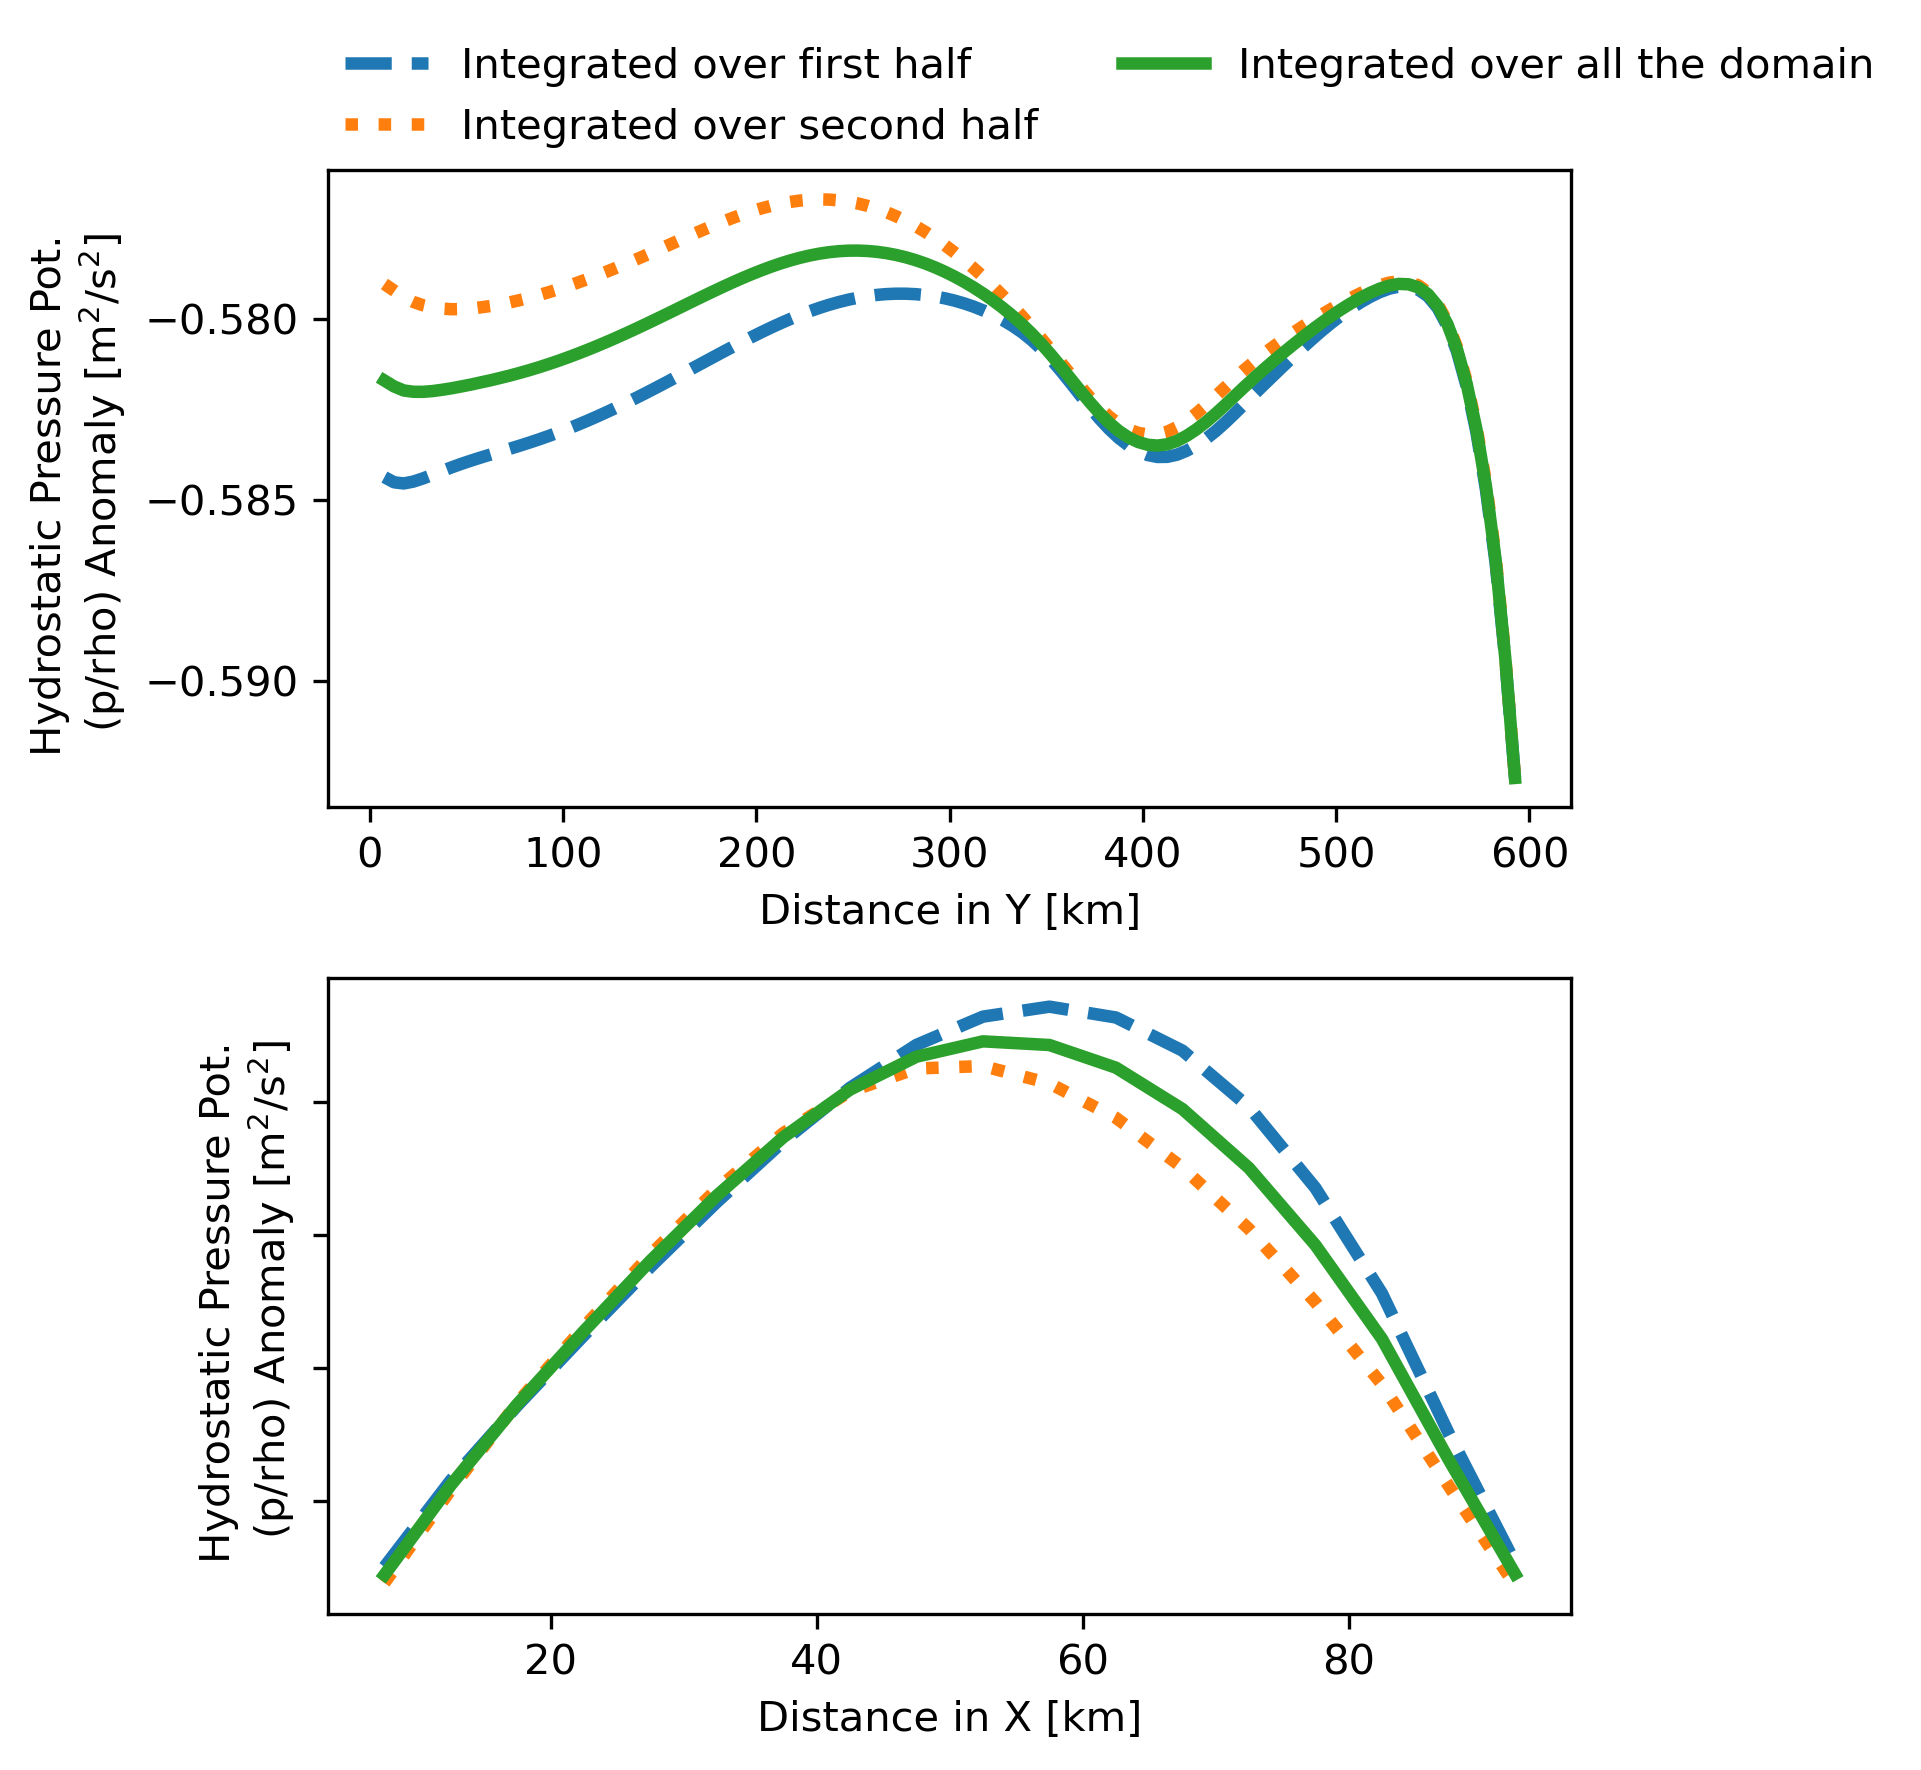 Integrated over first half
Integrated over second half
Integrated over all the domain
Hydrostatic Pressure Pot.
(p/rho) Anomaly [m²/s²]
−0.580
−0.585
−0.590
0 100 200 300 400 500 600
Distance in Y [km]
Hydrostatic Pressure Pot.
(p/rho) Anomaly [m²/s²]
20 40 60 80
Distance in X [km]